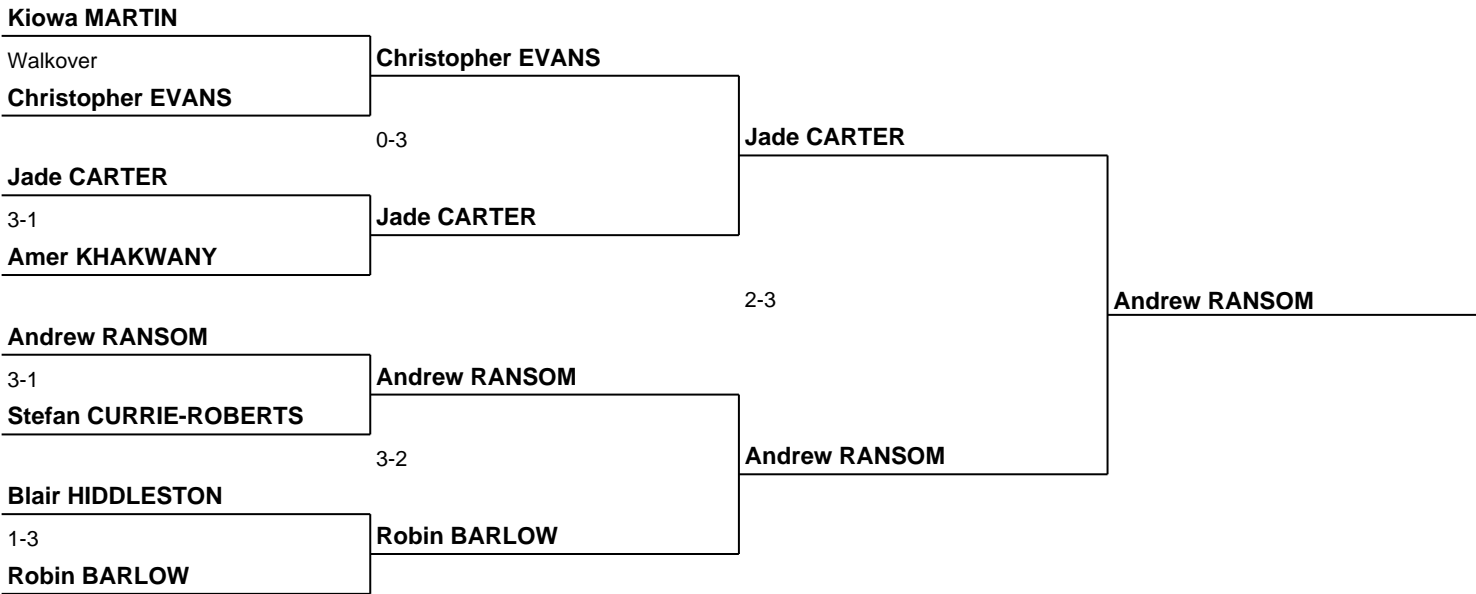 Kiowa MARTIN
Walkover
Christopher EVANS
Christopher EVANS
0-3
Jade CARTER
Jade CARTER
3-1
Jade CARTER
Amer KHAKWANY
2-3
Andrew RANSOM
Andrew RANSOM
3-1
Andrew RANSOM
Stefan CURRIE-ROBERTS
3-2
Andrew RANSOM
Blair HIDDLESTON
1-3
Robin BARLOW
Robin BARLOW